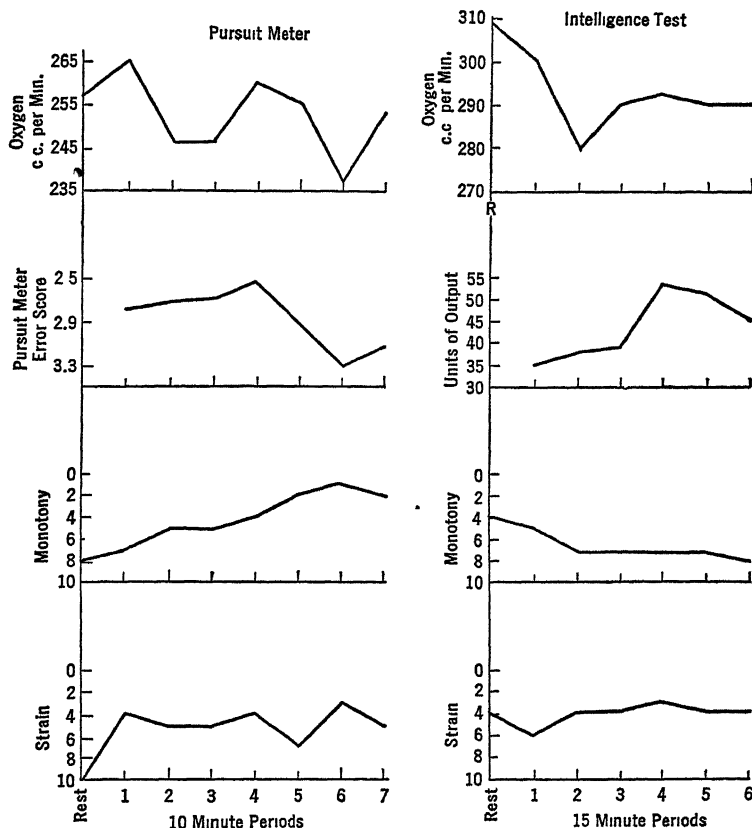 Pursuit Meter
Oxygen
c c. per Min.
265
255
245
235
Pursuit Meter
Error Score
2 5
2.9
3.3
Monotony
0
2
4
6
8
10
Strain
0
2
4
6
8
10
Rest 1 2 3 4 5 6 7
10 Minute Periods
Intelligence Test
Oxygen
c.c per Min.
310
300
290
280
270
R
Units of Output
55
50
45
40
35
30
Monotony
0
2
4
6
8
10
Strain
0
2
4
6
8
10
Rest 1 2 3 4 5 6
15 Minute Periods